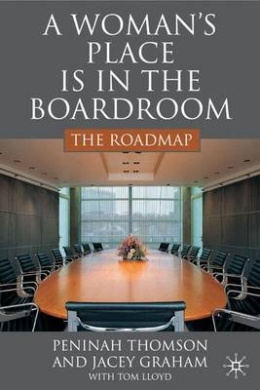 A WOMAN'S
PLACE
IS IN THE
BOARDROOM
THE ROADMAP
PENINAH THOMSON
AND JACEY GRAHAM
WITH TOM LLOYD